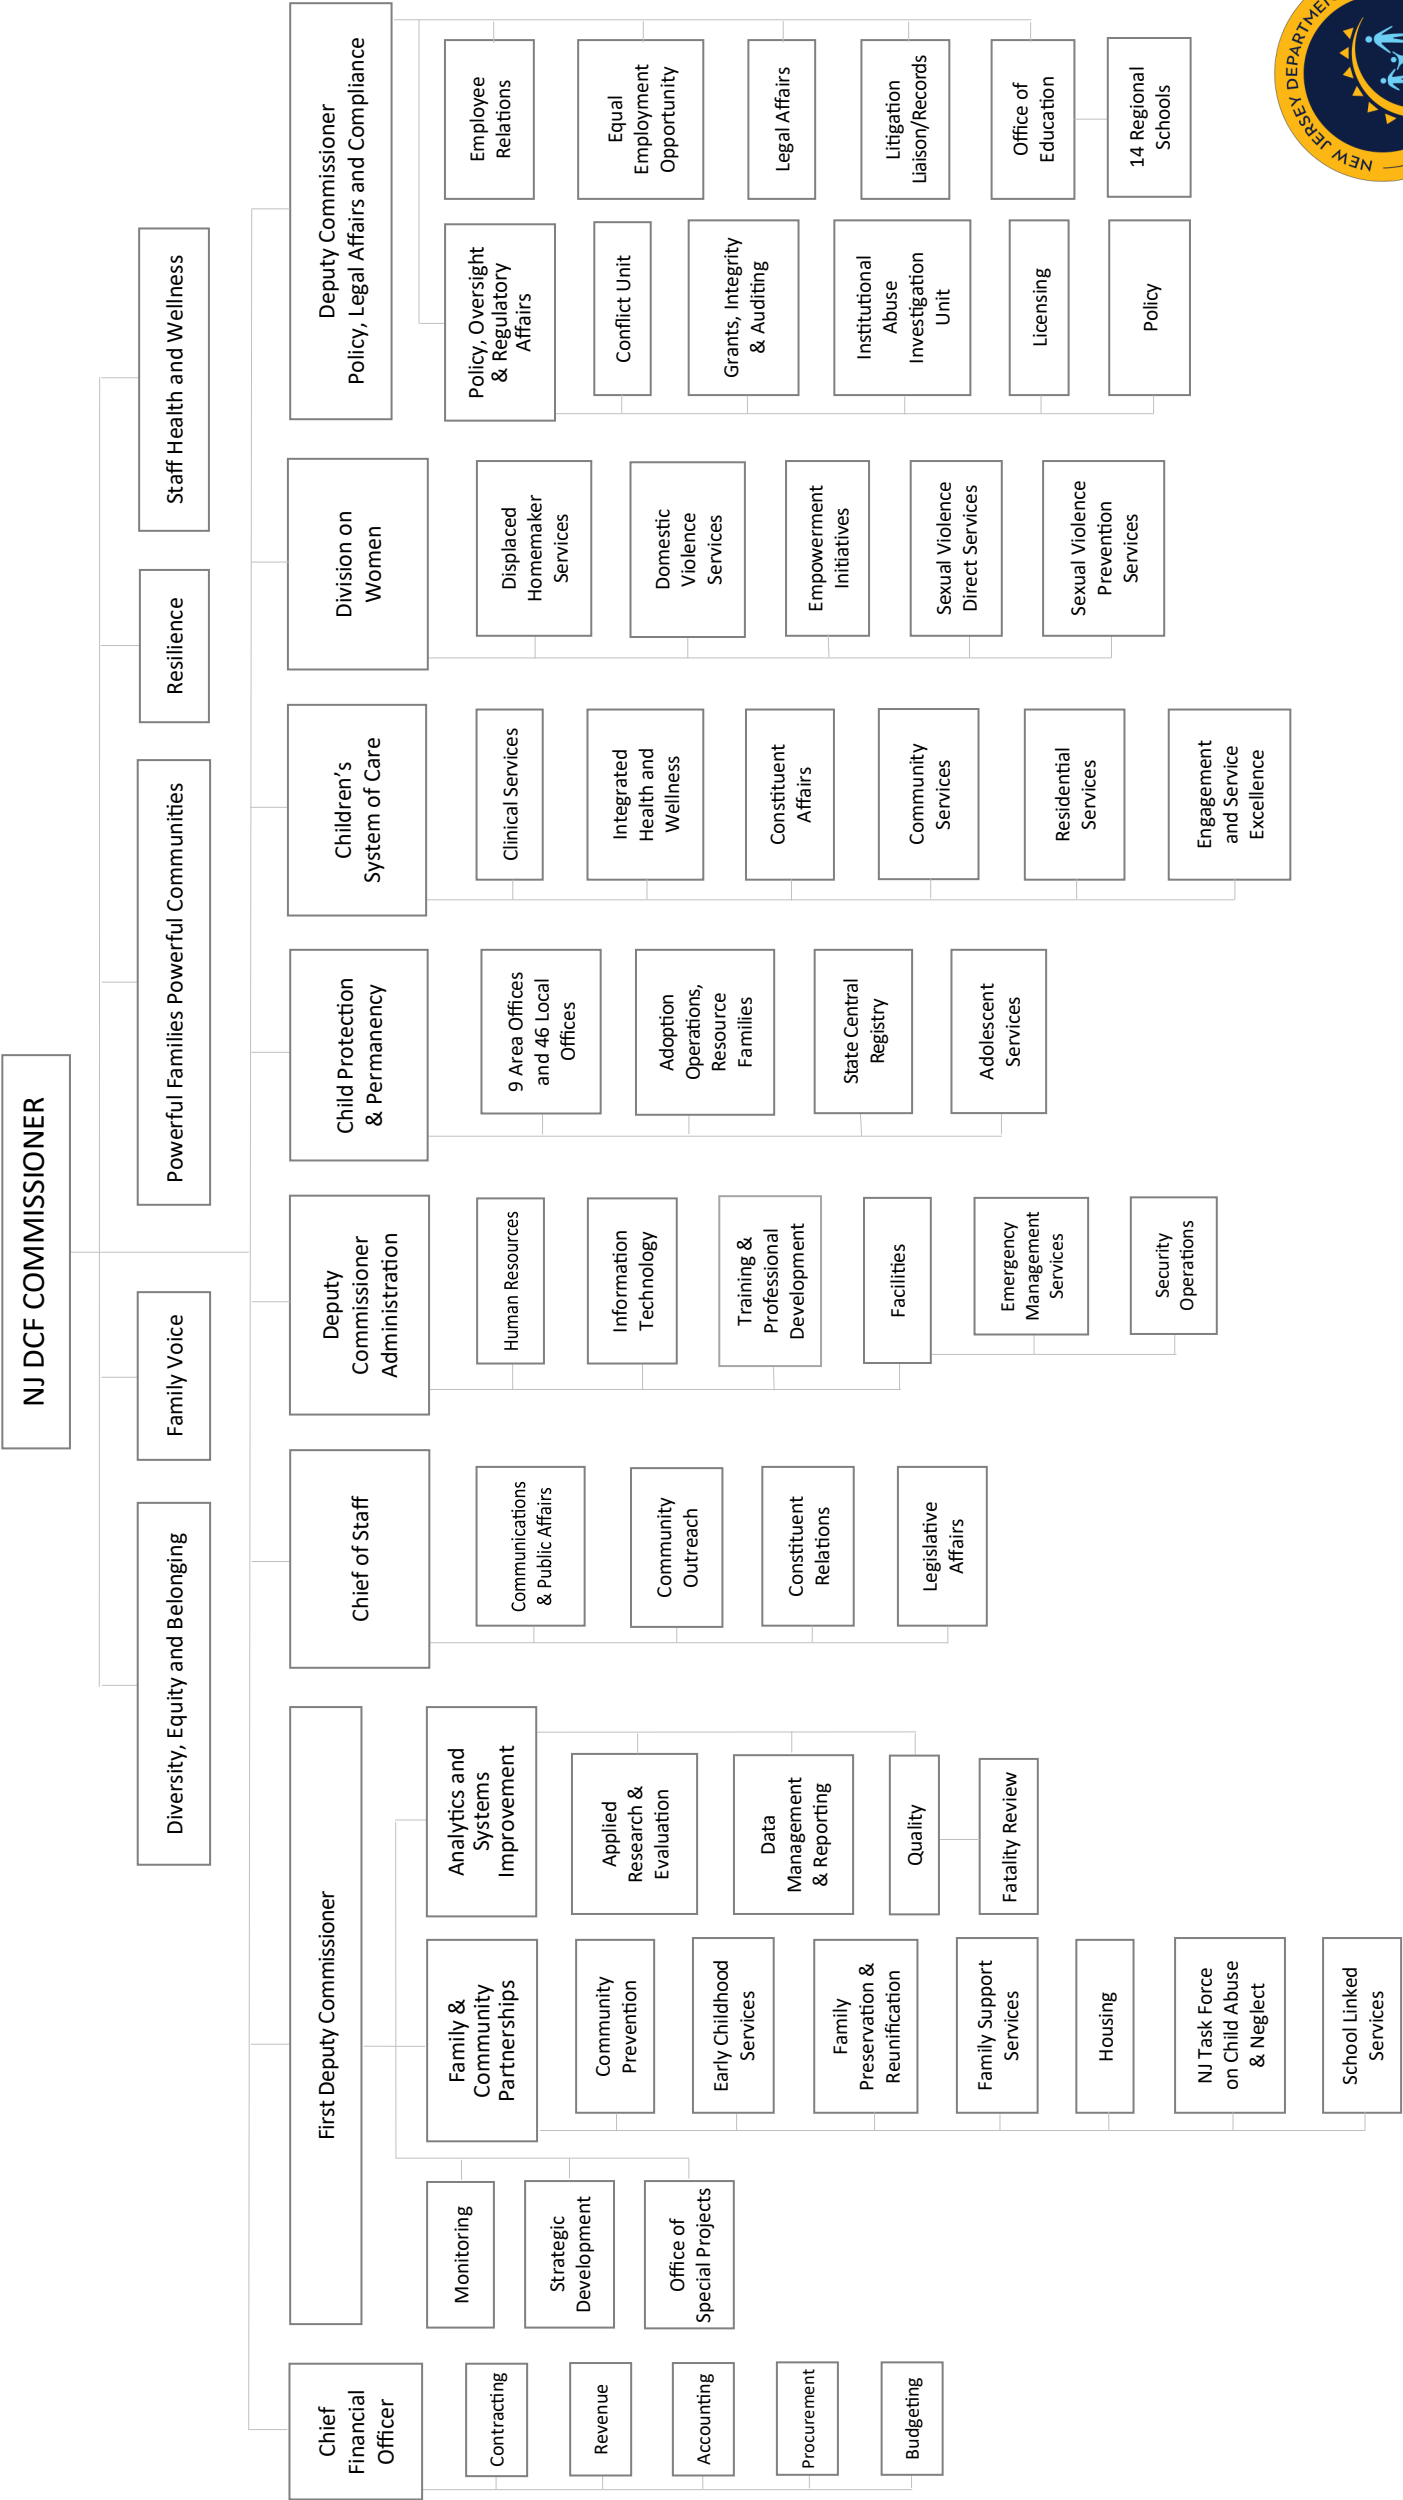 NJ DCF COMMISSIONER
Diversity, Equity and Belonging
Family Voice
Powerful Families Powerful Communities
Resilience
Staff Health and Wellness
Chief
Financial
Officer
Contracting
Revenue
Accounting
Procurement
Budgeting
First Deputy Commissioner
Monitoring
Strategic
Development
Office of
Special Projects
Family &
Community
Partnerships
Community
Prevention
Early Childhood
Services
Family
Preservation &
Reunification
Family Support
Services
Housing
NJ Task Force
on Child Abuse
& Neglect
School Linked
Services
Analytics and
Systems
Improvement
Applied
Research &
Evaluation
Data
Management
& Reporting
Quality
Fatality Review
Chief of Staff
Communications
& Public Affairs
Community
Outreach
Constituent
Relations
Legislative
Affairs
Deputy
Commissioner
Administration
Human Resources
Information
Technology
Training &
Professional
Development
Facilities
Emergency
Management
Services
Security
Operations
Child Protection
& Permanency
9 Area Offices
and 46 Local
Offices
Adoption
Operations,
Resource
Families
State Central
Registry
Adolescent
Services
Children's
System of Care
Clinical Services
Integrated
Health and
Wellness
Constituent
Affairs
Community
Services
Residential
Services
Engagement
and Service
Excellence
Division on
Women
Displaced
Homemaker
Services
Domestic
Violence
Services
Empowerment
Initiatives
Sexual Violence
Direct Services
Sexual Violence
Prevention
Services
Deputy Commissioner
Policy, Legal Affairs and Compliance
Policy, Oversight
& Regulatory
Affairs
Conflict Unit
Grants, Integrity
& Auditing
Institutional
Abuse
Investigation
Unit
Licensing
Policy
Employee
Relations
Equal
Employment
Opportunity
Legal Affairs
Litigation
Liaison/Records
Office of
Education
14 Regional
Schools
NEW JERSEY DEPARTMEN